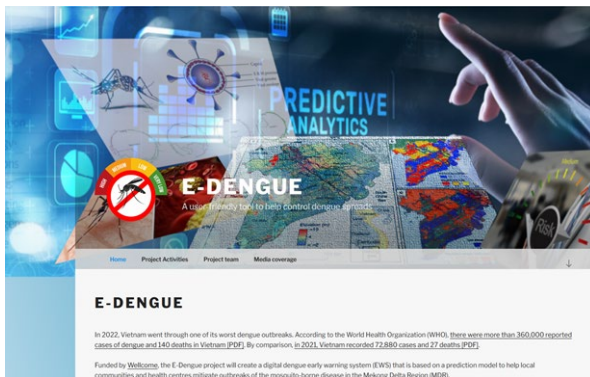 PREDICTIVE
ANALYTICS
E-DENGUE
A user-friendly tool to help control dengue spreads
Home Project Activities Project team Media coverage
E-DENGUE
In 2022, Vietnam went through one of its worst dengue outbreaks. According to the World Health Organization (WHO), there were more than 360,000 reported
cases of dengue and 140 deaths in Vietnam [PDF]. By comparison, in 2021, Vietnam recorded 72,880 cases and 27 deaths [PDF].
Funded by Wellcome, the E-Dengue project will create a digital dengue early warning system (EWS) that is based on a prediction model to help local
communities and health centres mitigate outbreaks of the mosquito-borne disease in the Mekong Delta Region (MDR).
Risk
Medium